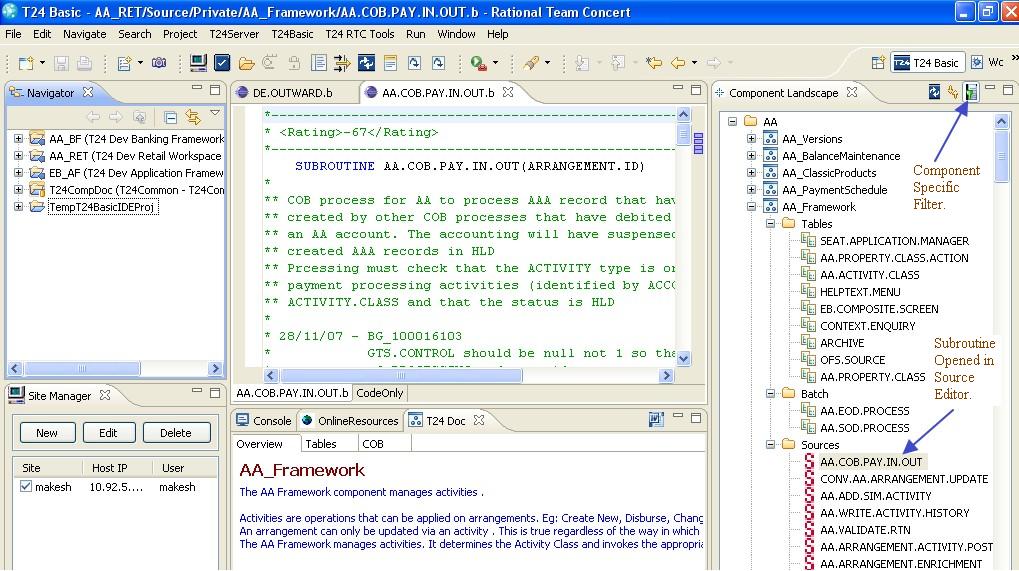 T24 Basic - AA_RET/Source/Private/AA_Framework/AA.COB.PAY.IN.OUT.b - Rational Team Concert
File Edit Navigate Search Project T24Server T24Basic T24 RTC Tools Run Window Help
T24 Basic Wc
Navigator
AA_BF (T24 Dev Banking Framework
AA_RET (T24 Dev Retail Workspace
EB_AF (T24 Dev Application Framew
T24CompDoc (T24Common - T24Con
TempT24BasicIDEProj
DE.OUTWARD.b AA.COB.PAY.IN.OUT.b
*
* <Rating>-67</Rating>
*
SUBROUTINE AA.COB.PAY.IN.OUT(ARRANGEMENT.ID)
*
** COB process for AA to process AAA record that hav
** created by other COB processes that have debited
** an AA account. The accounting will have suspensed
** created AAA records in HLD
** Prcessing must check that the ACTIVITY type is on
** payment processing activities (identified by ACCO
** ACTIVITY.CLASS and that the status is HLD
*
* 28/11/07 - BG_100016103
* GTS.CONTROL should be null not 1 so tha
AA.COB.PAY.IN.OUT.b CodeOnly
Component Landscape
AA
AA_Versions
AA_BalanceMaintenance
AA_ClassicProducts
AA_PaymentSchedule
AA_Framework
Tables
SEAT.APPLICATION.MANAGER
AA.PROPERTY.CLASS.ACTION
AA.ACTIVITY.CLASS
HELPTEXT.MENU
EB.COMPOSITE.SCREEN
CONTEXT.ENQUIRY
ARCHIVE
OFS.SOURCE
AA.PROPERTY.CLASS
Batch
AA.EOD.PROCESS
AA.SOD.PROCESS
Sources
AA.COB.PAY.IN.OUT
CONV.AA.ARRANGEMENT.UPDATE
AA.ADD.SIM.ACTIVITY
AA.WRITE.ACTIVITY.HISTORY
AA.VALIDATE.RTN
AA.ARRANGEMENT.ACTIVITY.POST
AA.ARRANGEMENT.ENRICHMENT
Component
Specific
Filter.
Subroutine
Opened in
Source
Editor.
Site Manager
New Edit Delete
Site Host IP User
makesh 10.92.5.... makesh
Console OnlineResources T24 Doc
Overview Tables COB
AA_Framework
The AA Framework component manages activities .
Activities are operations that can be applied on arrangements. Eg: Create New, Disburse, Chang
An arrangement can only be updated via an activity . This is true regardless of the way in which
The AA Framework manages activities. It determines the Activity Class and invokes the appropria